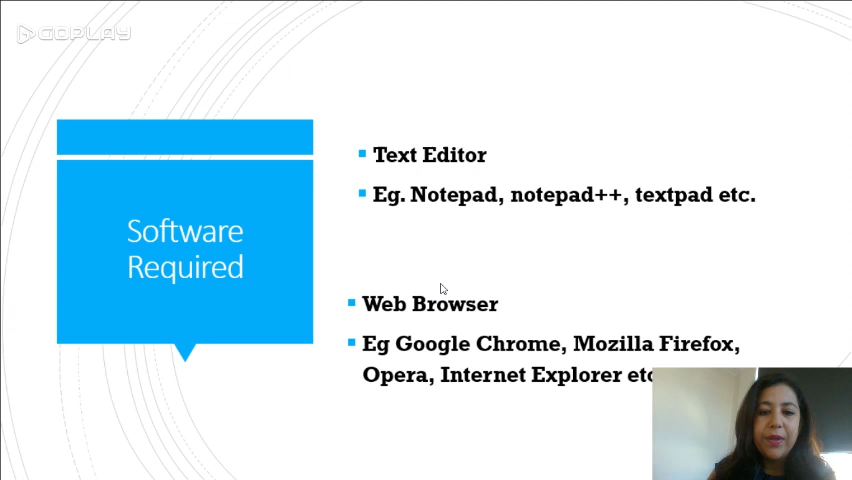 GOPLAY
Software
Required
Text Editor
Eg. Notepad, notepad++, textpad etc.
Web Browser
Eg Google Chrome, Mozilla Firefox,
Opera, Internet Explorer etc